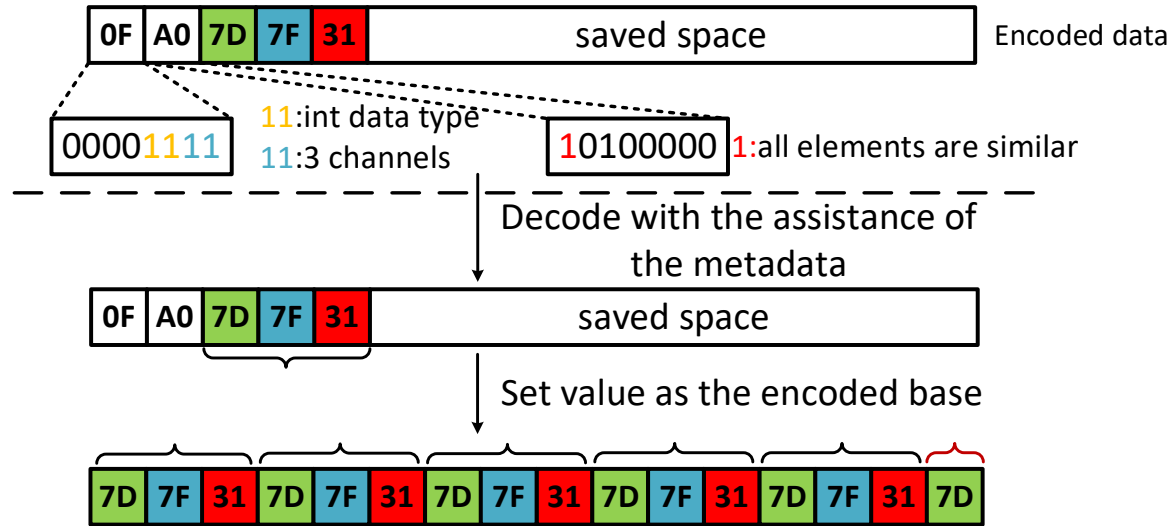 0F A0 7D 7F 31 saved space Encoded data
00001111 11:int data type 10100000 1:all elements are similar
11:3 channels
Decode with the assistance of
the metadata
0F A0 7D 7F 31 saved space
Set value as the encoded base
7D 7F 31 7D 7F 31 7D 7F 31 7D 7F 31 7D 7F 31 7D